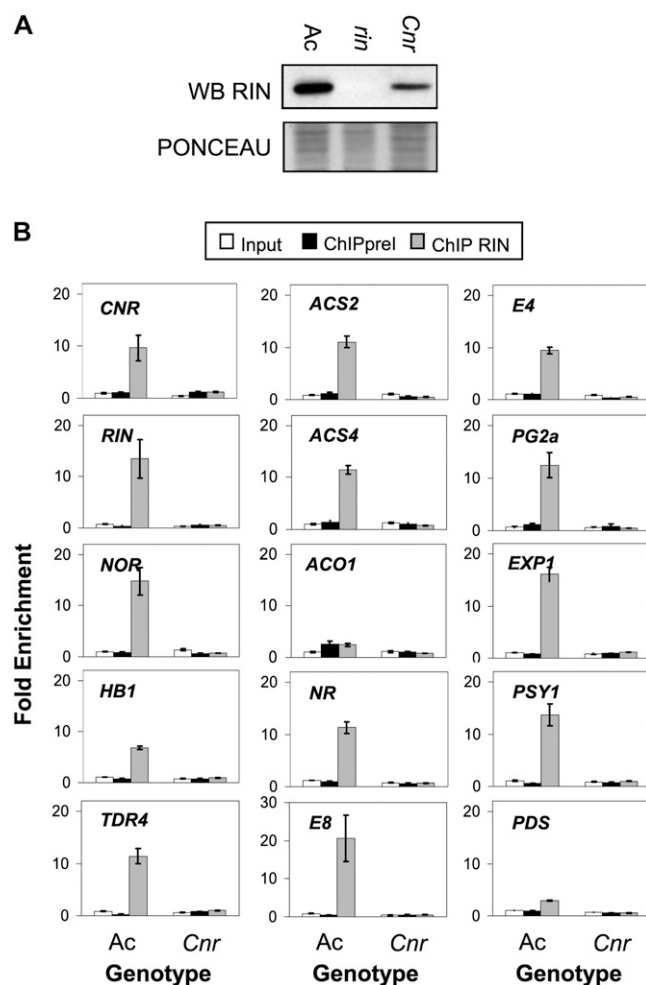 A
Ac rin Cnr
WB RIN
PONCEAU
B
Input ChIPpreI ChIP RIN
Fold Enrichment
20
10
0
CNR
20
10
0
ACS2
20
10
0
E4
20
10
0
RIN
20
10
0
ACS4
20
10
0
PG2a
20
10
0
NOR
20
10
0
ACO1
20
10
0
EXP1
20
10
0
HB1
20
10
0
NR
20
10
0
PSY1
20
10
0
TDR4
30
20
10
0
E8
20
10
0
PDS
Ac Cnr Ac Cnr Ac Cnr
Genotype Genotype Genotype